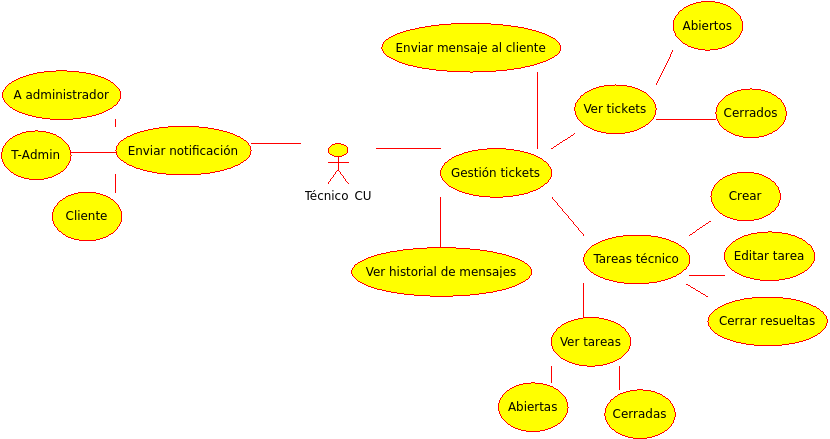 Abiertos
Enviar mensaje al cliente
A administrador
Ver tickets
Cerrados
T-Admin
Enviar notificación
Gestión tickets
Técnico CU
Crear
Cliente
Editar tarea
Tareas técnico
Ver historial de mensajes
Cerrar resueltas
Ver tareas
Abiertas
Cerradas